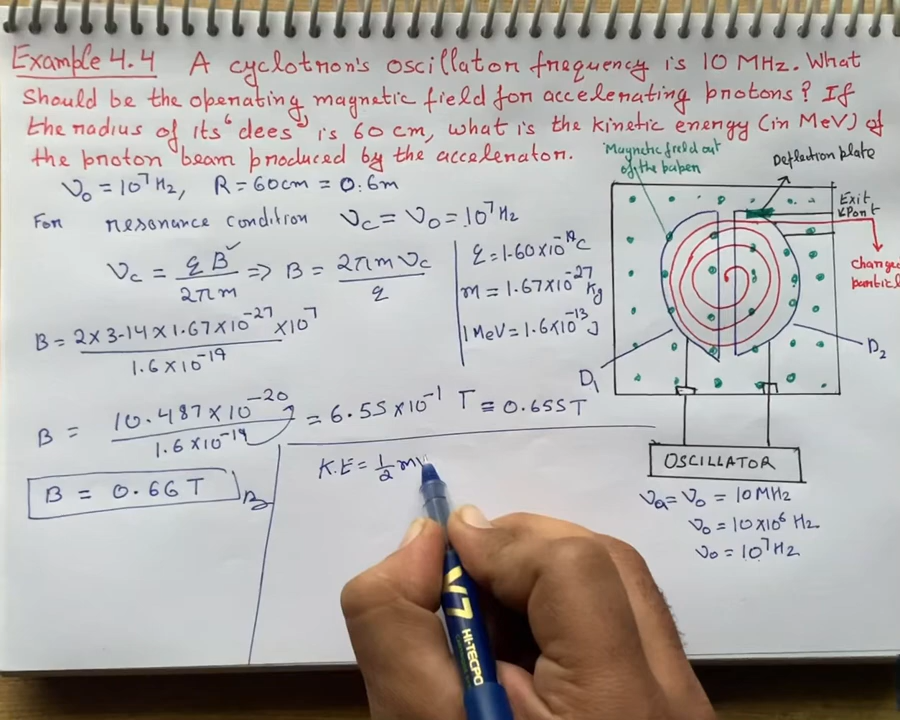 Example 4.4 A cyclotron's oscillator frequency is 10 MHz. What
should be the operating magnetic field for accelerating protons? If
the radius of its "dees" is 60 cm, what is the kinetic energy (in MeV) of
the proton beam produced by the accelerator.
ν₀ = 10⁷ Hz, R = 60cm = 0.6m
For resonance condition ν_c = ν₀ = 10⁷ Hz
ν_c = qB / 2πm ⇒ B = 2πmν_c / q
q = 1.60×10⁻¹⁹ C
m = 1.67×10⁻²⁷ kg
1 MeV = 1.6×10⁻¹³ J
B = 2×3.14×1.67×10⁻²⁷ × 10⁷ / 1.6×10⁻¹⁹
B = 10.487×10⁻²⁰ / 1.6×10⁻¹⁹ = 6.55×10⁻¹ T = 0.655T
B = 0.66T
K.E = 1/2 mv
Magnetic field out
of the paper
Deflection plate
Exit
Port
Charged
particle
D₁
D₂
OSCILLATOR
ν_a = ν₀ = 10 MHz
ν₀ = 10×10⁶ Hz
ν₀ = 10⁷ Hz
V7
HI-TECPO